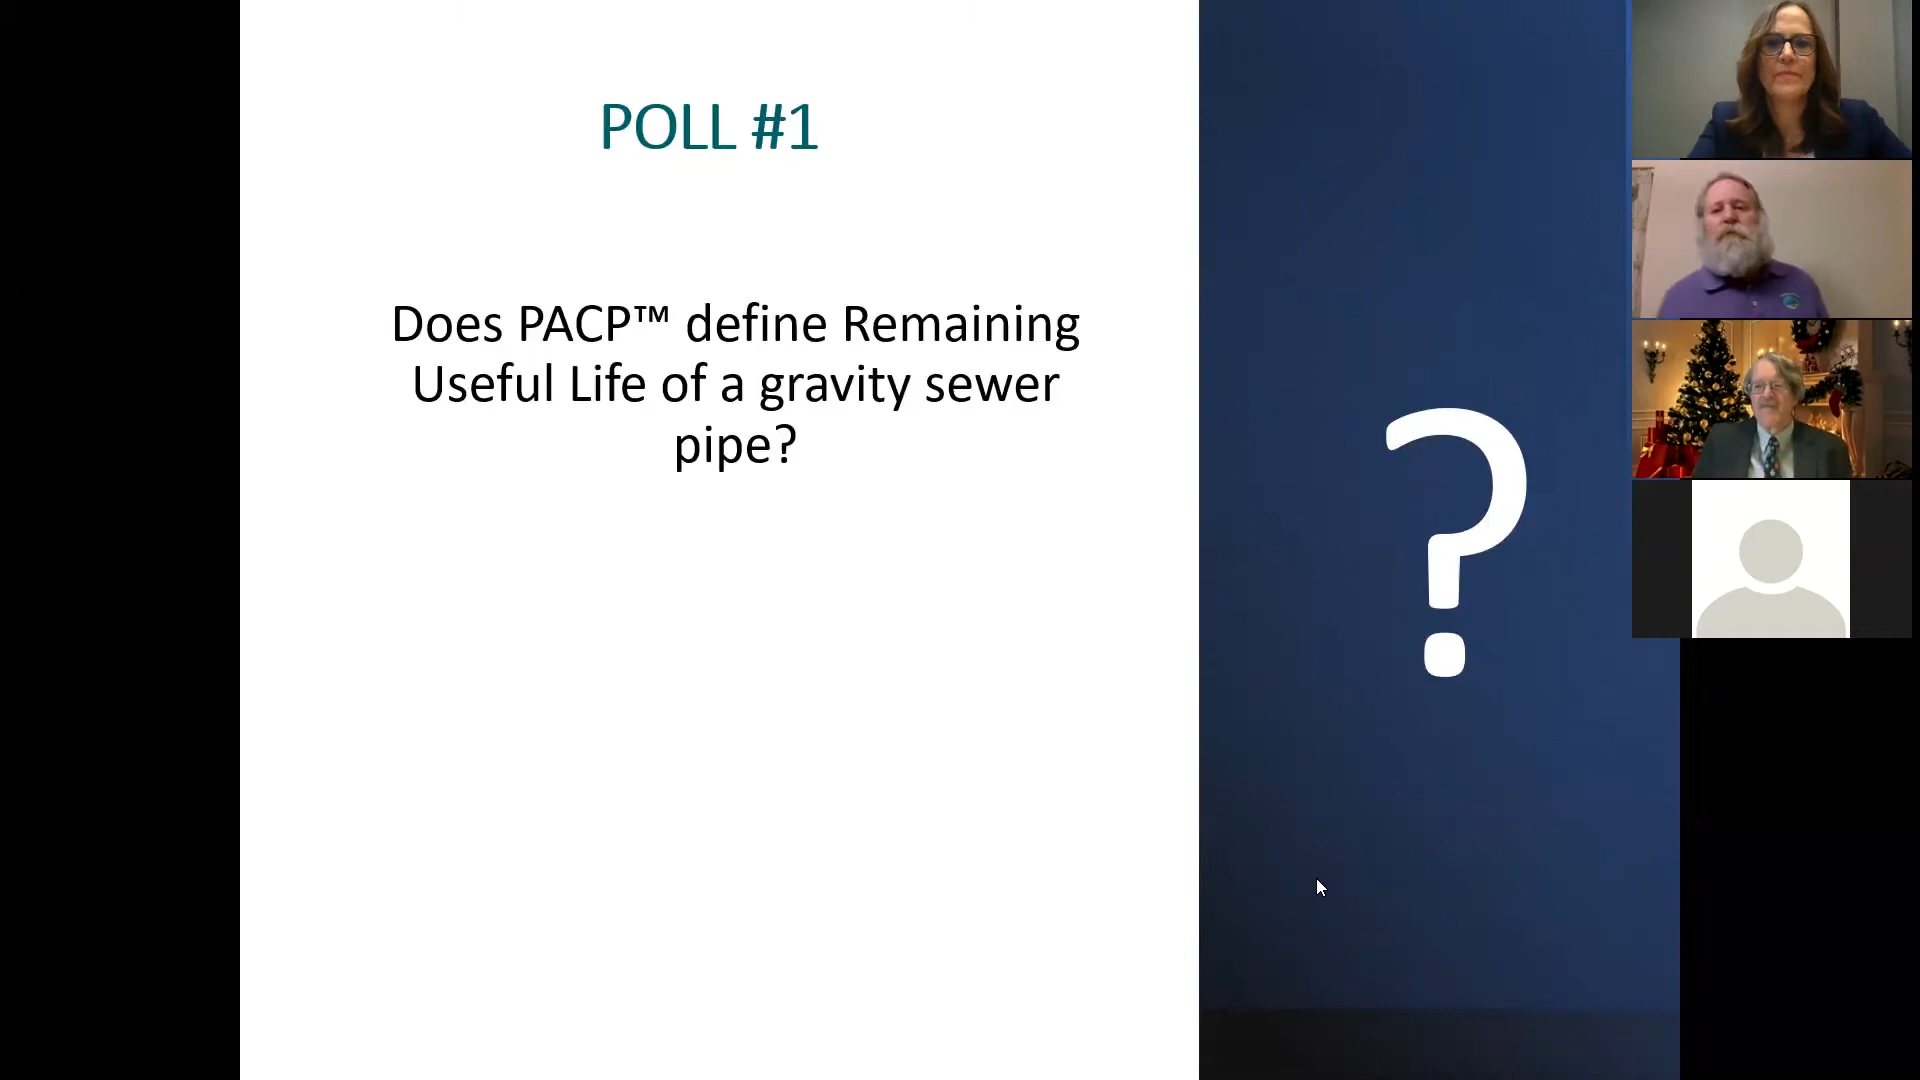 POLL #1
Does PACP™ define Remaining
Useful Life of a gravity sewer
pipe?
?